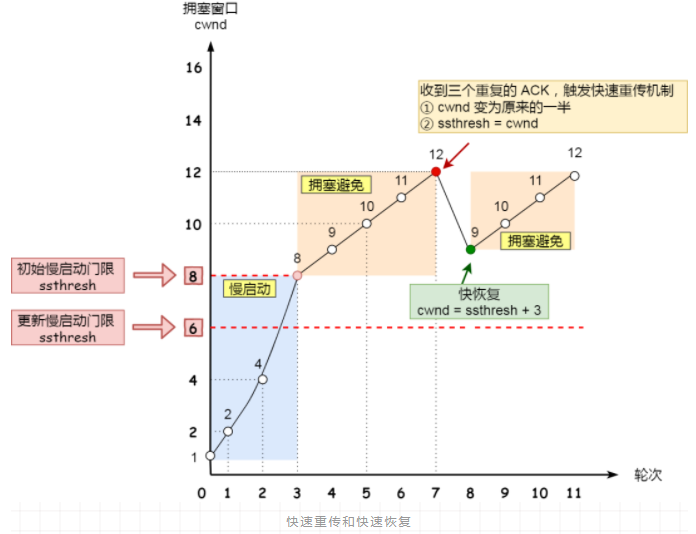 拥塞窗口
cwnd
16
14
12
10
8
6
4
2
1
0 1 2 3 4 5 6 7 8 9 10 11
轮次
初始慢启动门限
ssthresh
更新慢启动门限
ssthresh
慢启动
2
4
8
拥塞避免
9
10
11
12
收到三个重复的 ACK，触发快速重传机制
① cwnd 变为原来的一半
② ssthresh = cwnd
9
10
11
12
拥塞避免
快恢复
cwnd = ssthresh + 3
快速重传和快速恢复